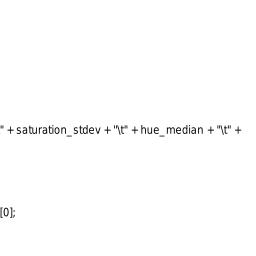 " + saturation_stdev + "\t" + hue_median + "\t" +
[0];